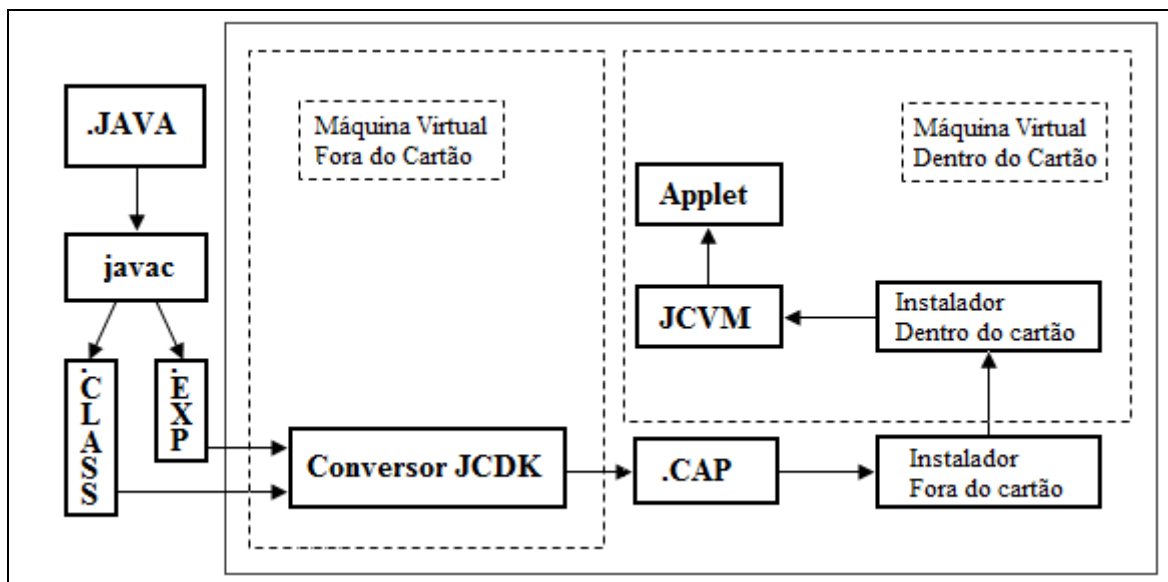 .JAVA
javac
.CLASS
.EXP
Máquina Virtual
Fora do Cartão
Conversor JCDK
.CAP
Instalador
Fora do cartão
Instalador
Dentro do cartão
JCVM
Applet
Máquina Virtual
Dentro do Cartão